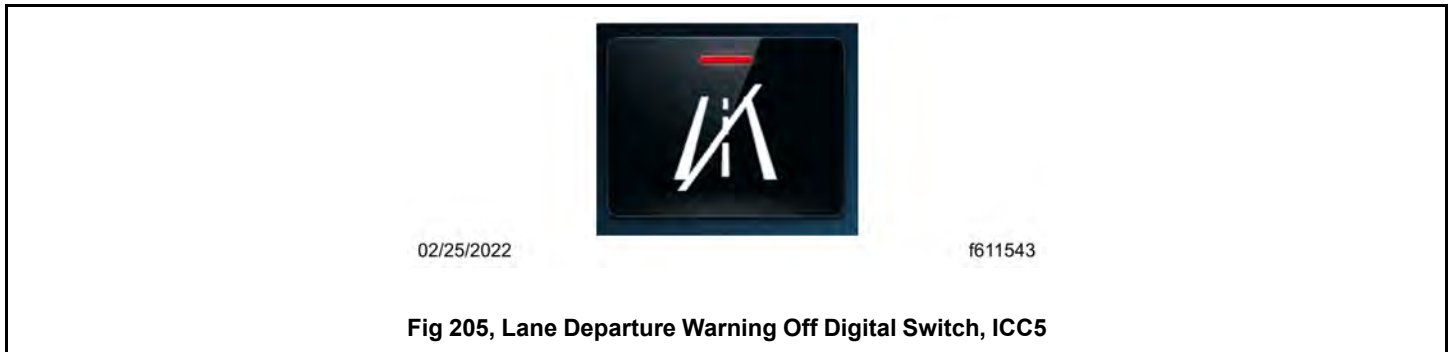 02/25/2022 f611543
Fig 205, Lane Departure Warning Off Digital Switch, ICC5